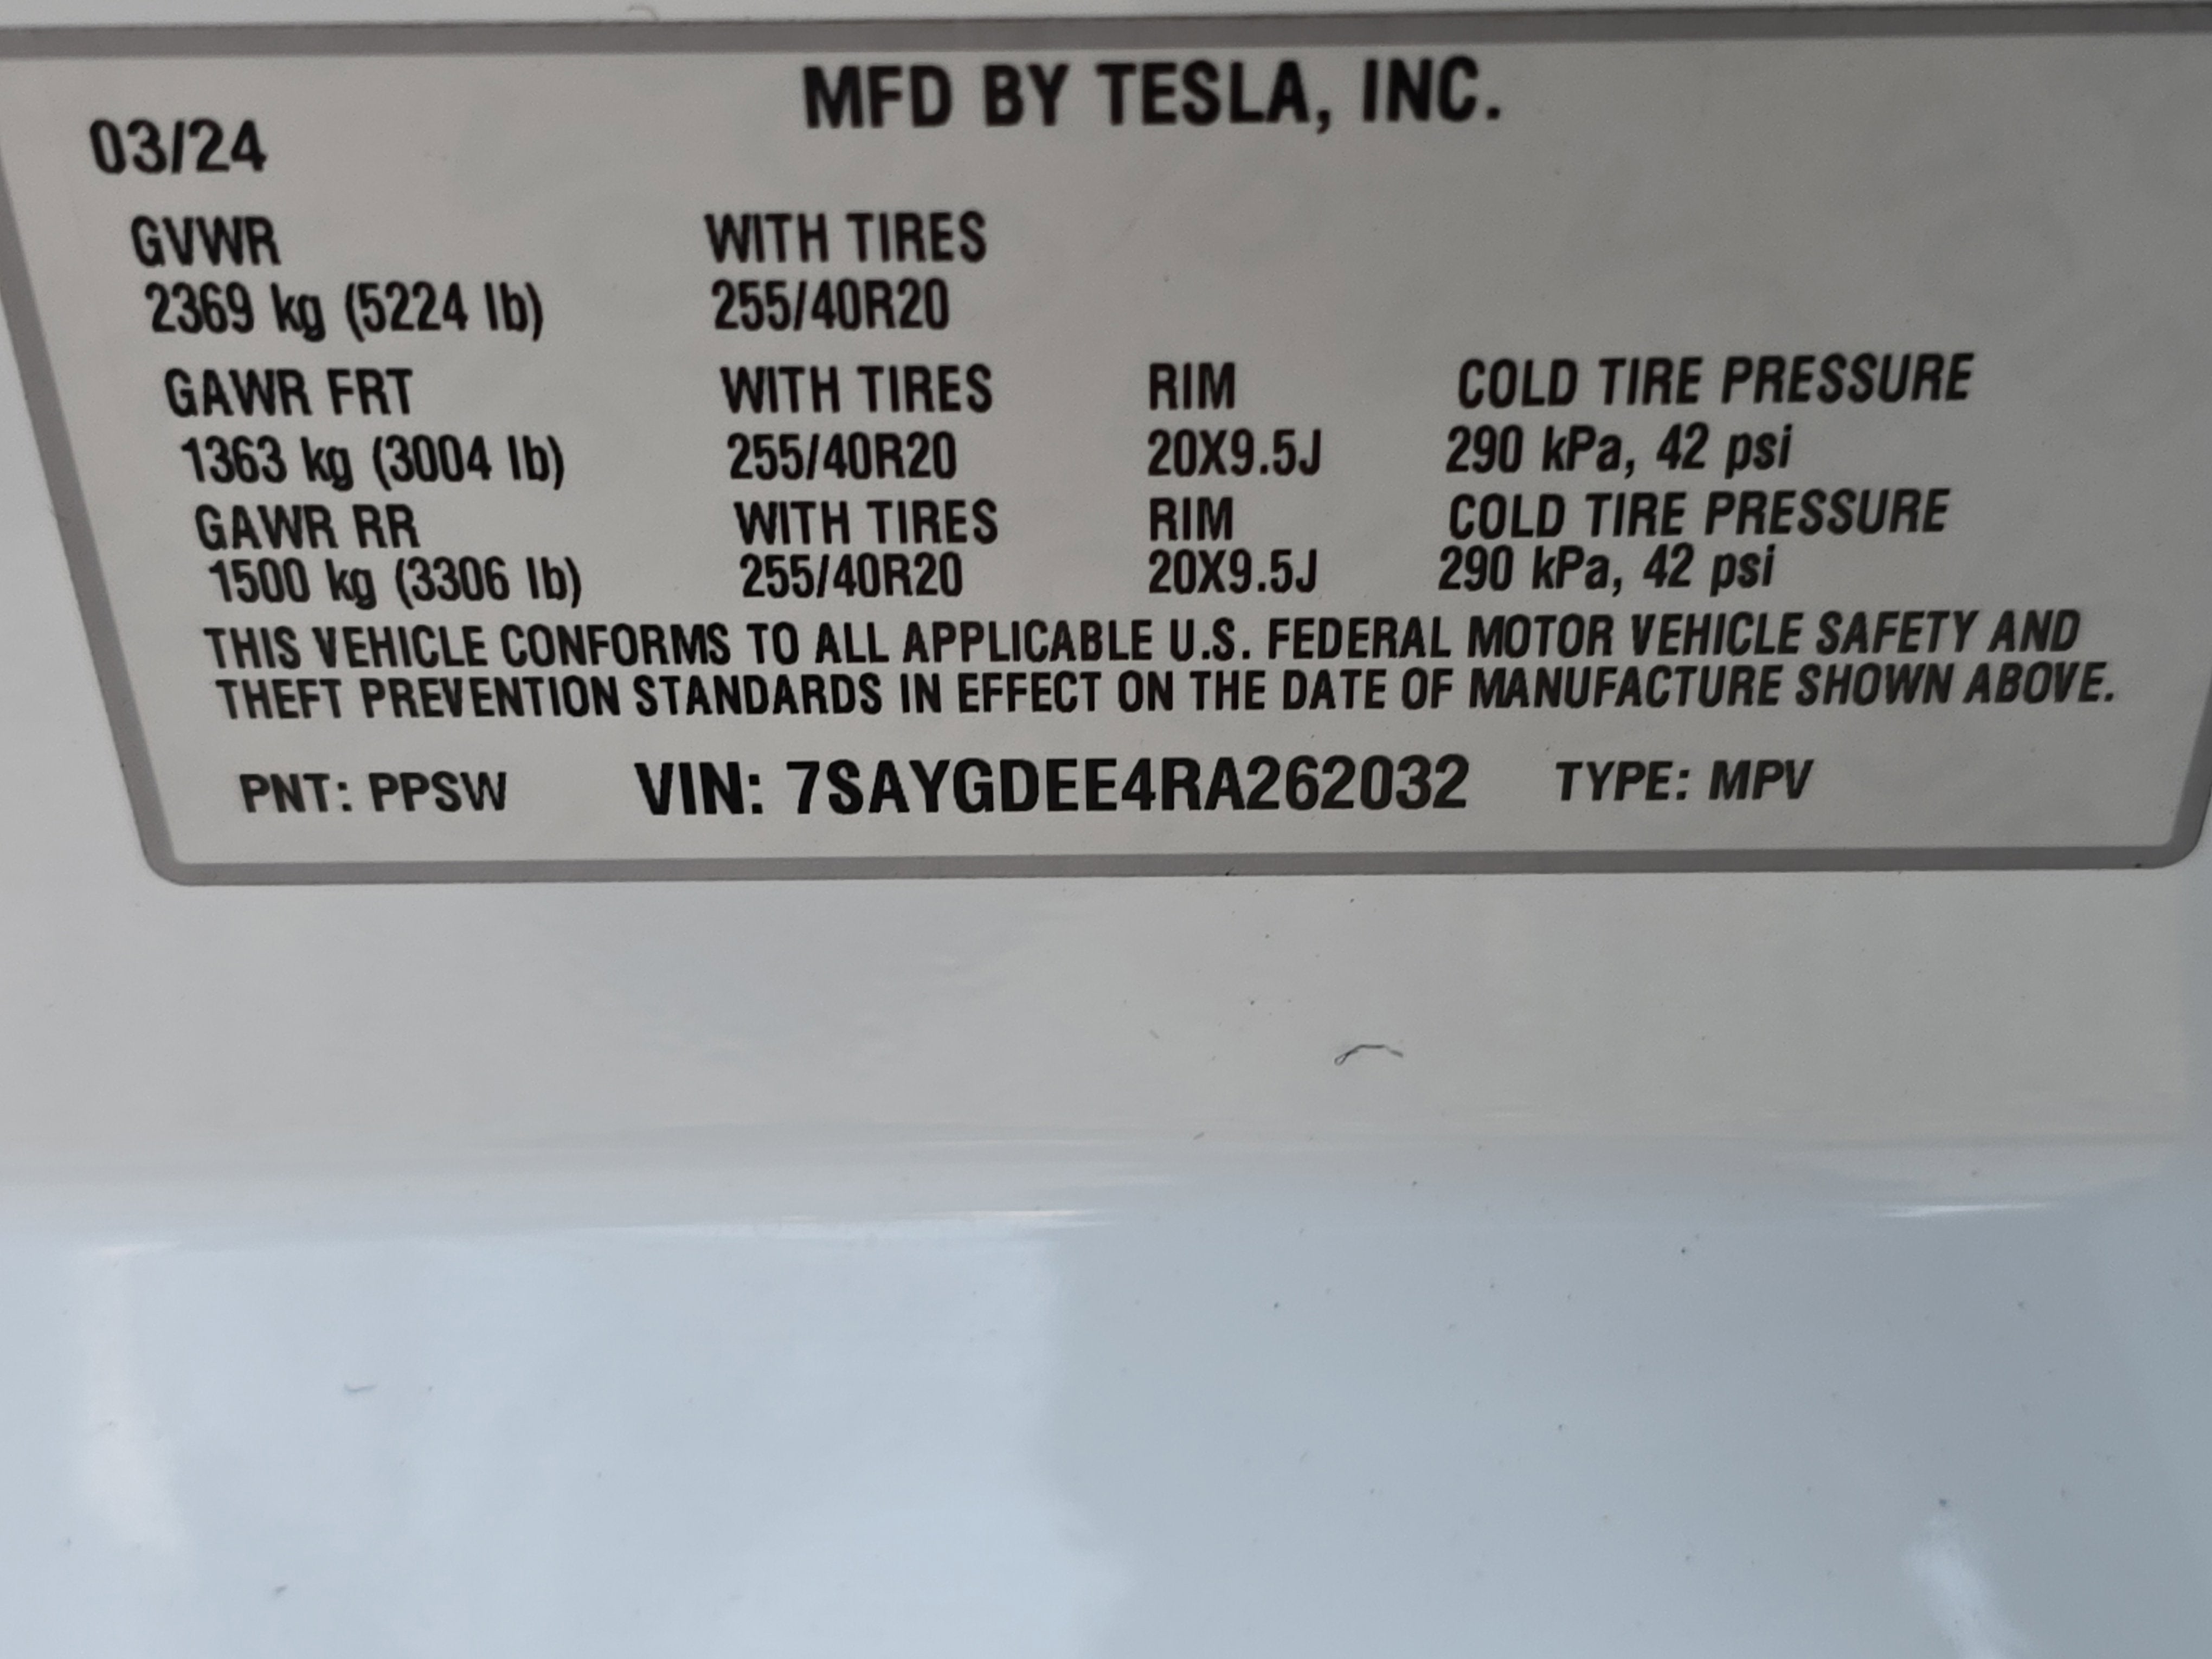 MFD BY TESLA, INC.
03/24
GVWR WITH TIRES
2369 kg (5224 lb) 255/40R20
GAWR FRT WITH TIRES RIM COLD TIRE PRESSURE
1363 kg (3004 lb) 255/40R20 20X9.5J 290 kPa, 42 psi
GAWR RR WITH TIRES RIM COLD TIRE PRESSURE
1500 kg (3306 lb) 255/40R20 20X9.5J 290 kPa, 42 psi
THIS VEHICLE CONFORMS TO ALL APPLICABLE U.S. FEDERAL MOTOR VEHICLE SAFETY AND
THEFT PREVENTION STANDARDS IN EFFECT ON THE DATE OF MANUFACTURE SHOWN ABOVE.
PNT: PPSW VIN: 7SAYGDEE4RA262032 TYPE: MPV